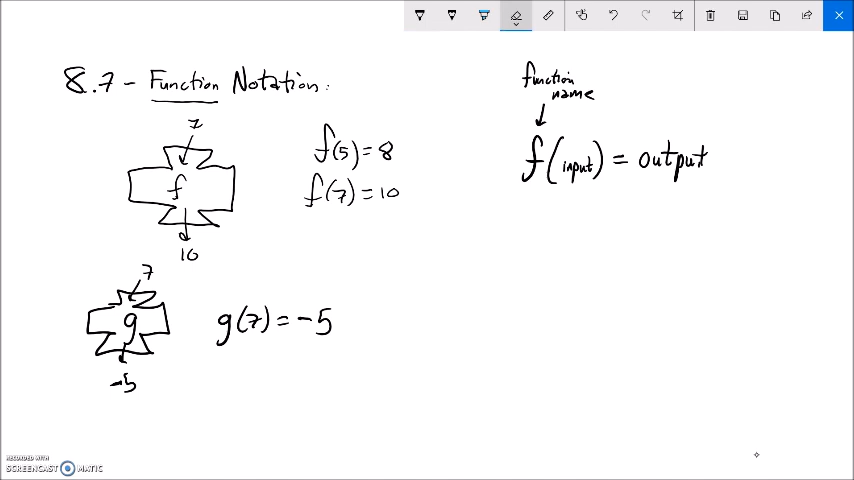 8.7 - Function Notation:
function
name
f(input) = output
7
f
10
f(5) = 8
f(7) = 10
7
g
-5
g(7) = -5
RECORDED WITH
SCREENCAST MATIC